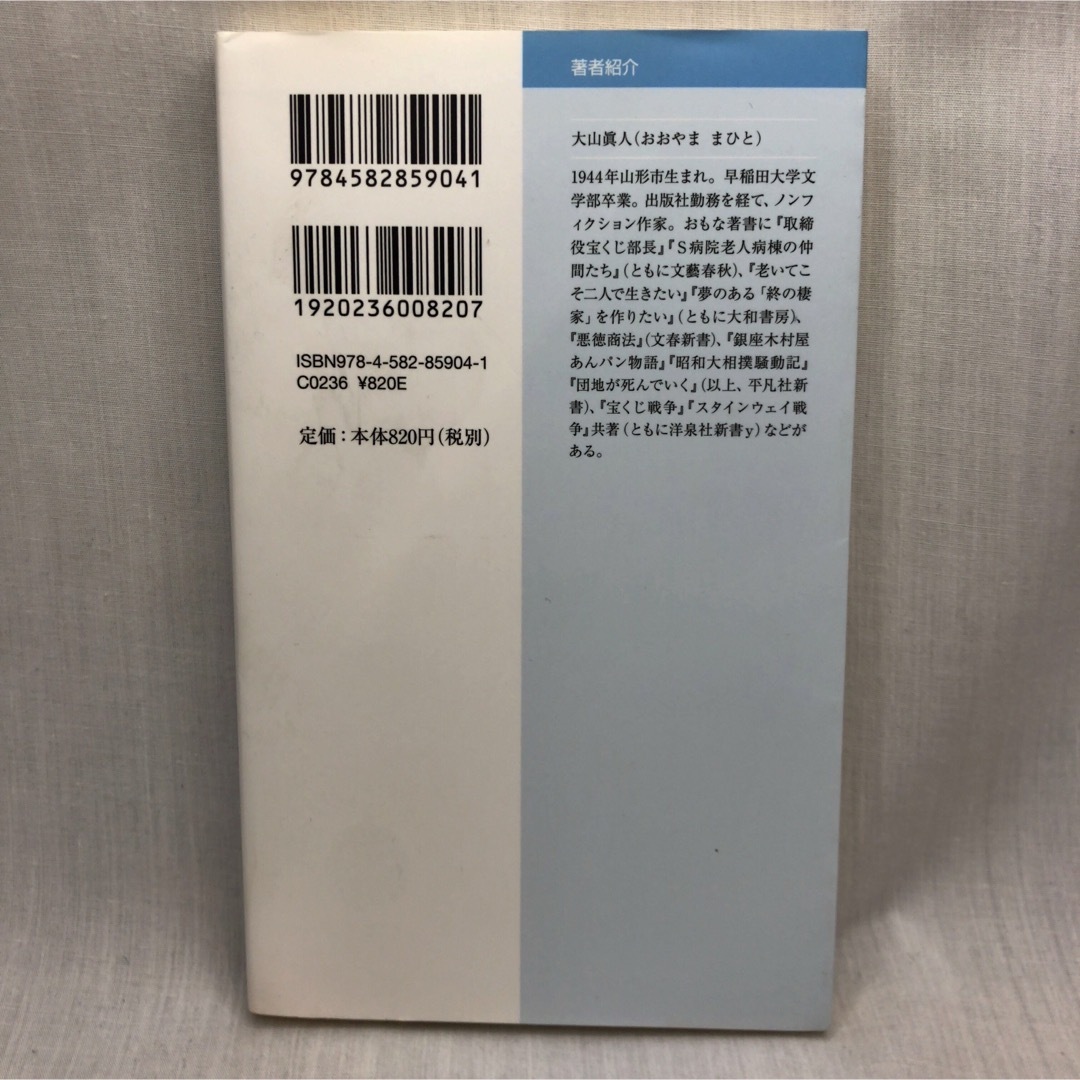 9784582859041
1920236008207
ISBN978-4-582-85904-1
C0236 ¥820E
定価：本体820円（税別）
著者紹介
大山眞人（おおやま まひと）
1944年山形市生まれ。早稲田大学文
学部卒業。出版社勤務を経て、ノンフ
ィクション作家。おもな著書に『取締
役宝くじ部長』『S病院老人病棟の仲
間たち』（ともに文藝春秋）、『老いてこ
そ二人で生きたい』『夢のある「終の棲
家」を作りたい』（ともに大和書房）、
『悪徳商法』（文春新書）、『銀座木村屋
あんパン物語』『昭和大相撲騒動記』
『団地が死んでいく』（以上、平凡社新
書）、『宝くじ戦争』『スタインウェイ戦
争』共著（ともに洋泉社新書y）などが
ある。